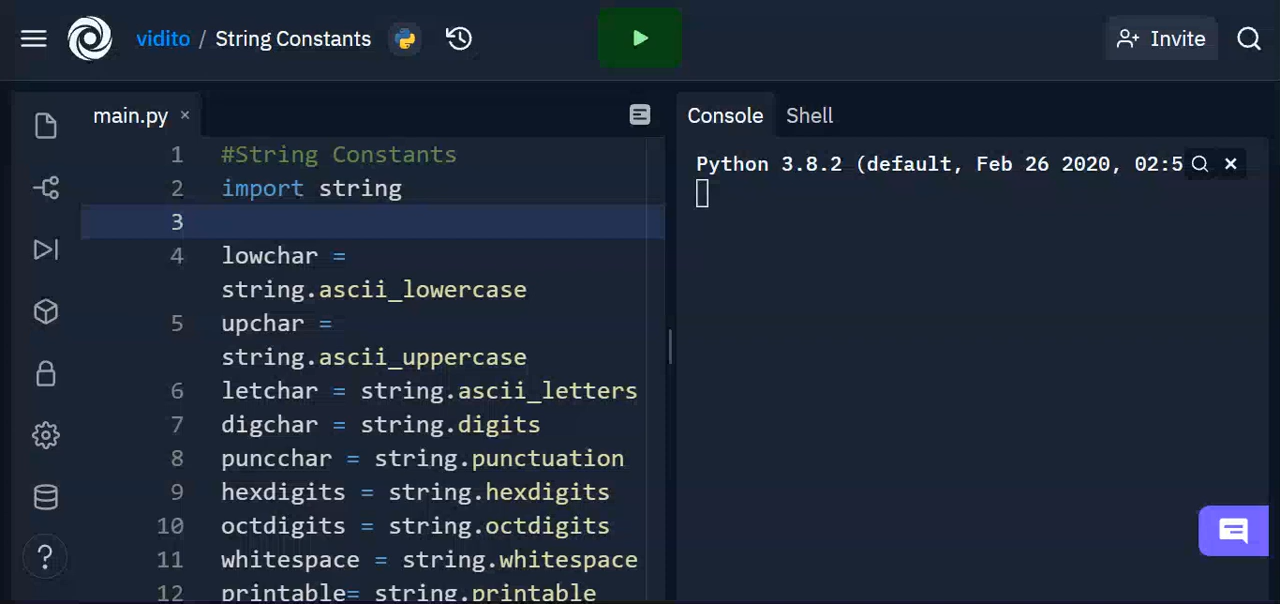 vidito / String Constants
Invite
main.py ×
Console
Shell
1 #String Constants
2 import string
3
4 lowchar =
string.ascii_lowercase
5 upchar =
string.ascii_uppercase
6 letchar = string.ascii_letters
7 digchar = string.digits
8 puncchar = string.punctuation
9 hexdigits = string.hexdigits
10 octdigits = string.octdigits
11 whitespace = string.whitespace
12 printable= string.printable
Python 3.8.2 (default, Feb 26 2020, 02:5
?